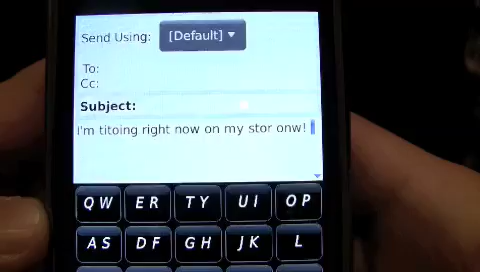 Send Using: [Default]
To:
Cc:
Subject:
I'm titoing right now on my stor onw!
QW ER TY UI OP
AS DF GH JK L